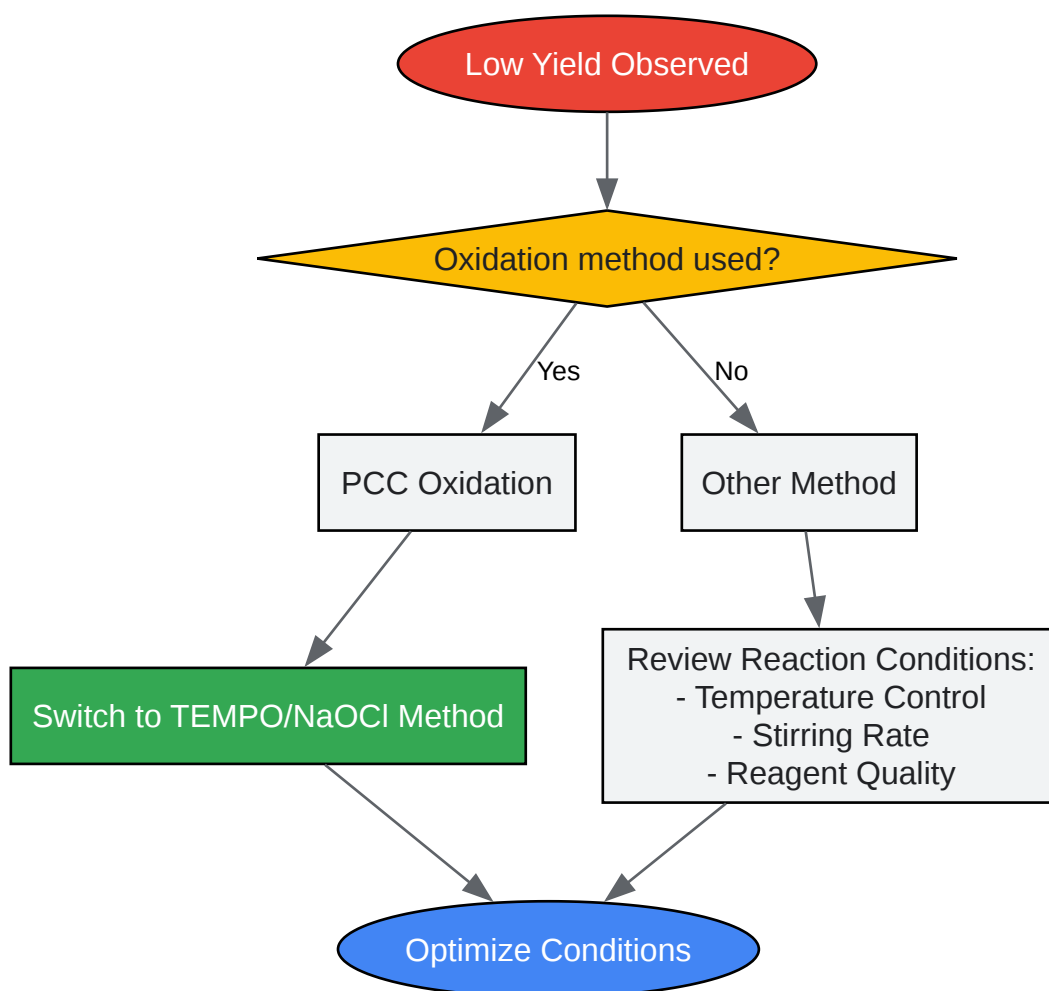 Low Yield Observed
Oxidation method used?
Yes
No
PCC Oxidation
Other Method
Switch to TEMPO/NaOCl Method
Review Reaction Conditions:
- Temperature Control
- Stirring Rate
- Reagent Quality
Optimize Conditions